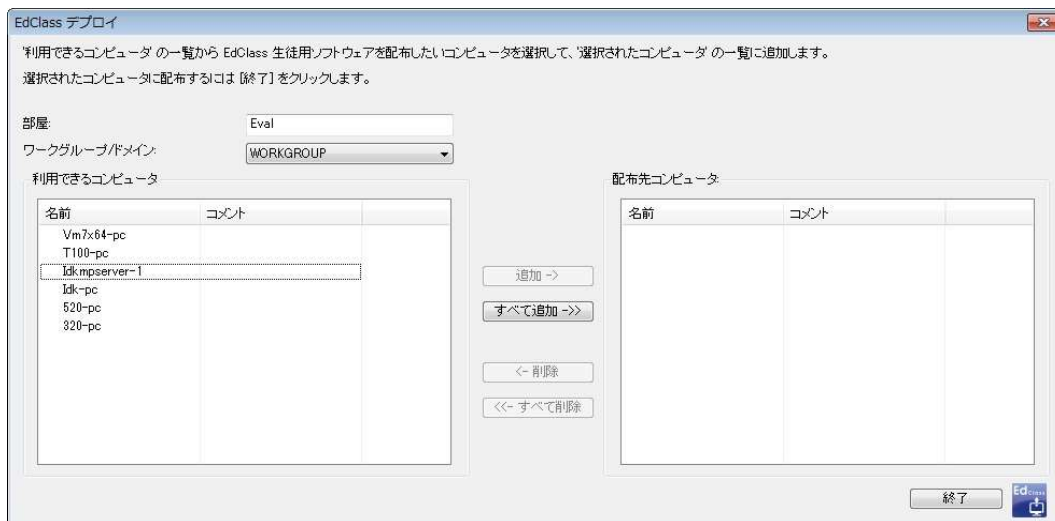 EdClass デプロイ
'利用できるコンピュータ' の一覧から EdClass 生徒用ソフトウェアを配布したいコンピュータを選択して、'選択されたコンピュータ' の一覧に追加します。
選択されたコンピュータに配布するには [終了] をクリックします。
部屋:
Eval
ワークグループ/ドメイン:
WORKGROUP
利用できるコンピュータ
配布先コンピュータ
名前 コメント
名前 コメント
Vm7x64-pc
T100-pc
Idkmpserver-1
Idk-pc
520-pc
320-pc
追加 ->
すべて追加 ->>
<- 削除
<<- すべて削除
終了
EdClass